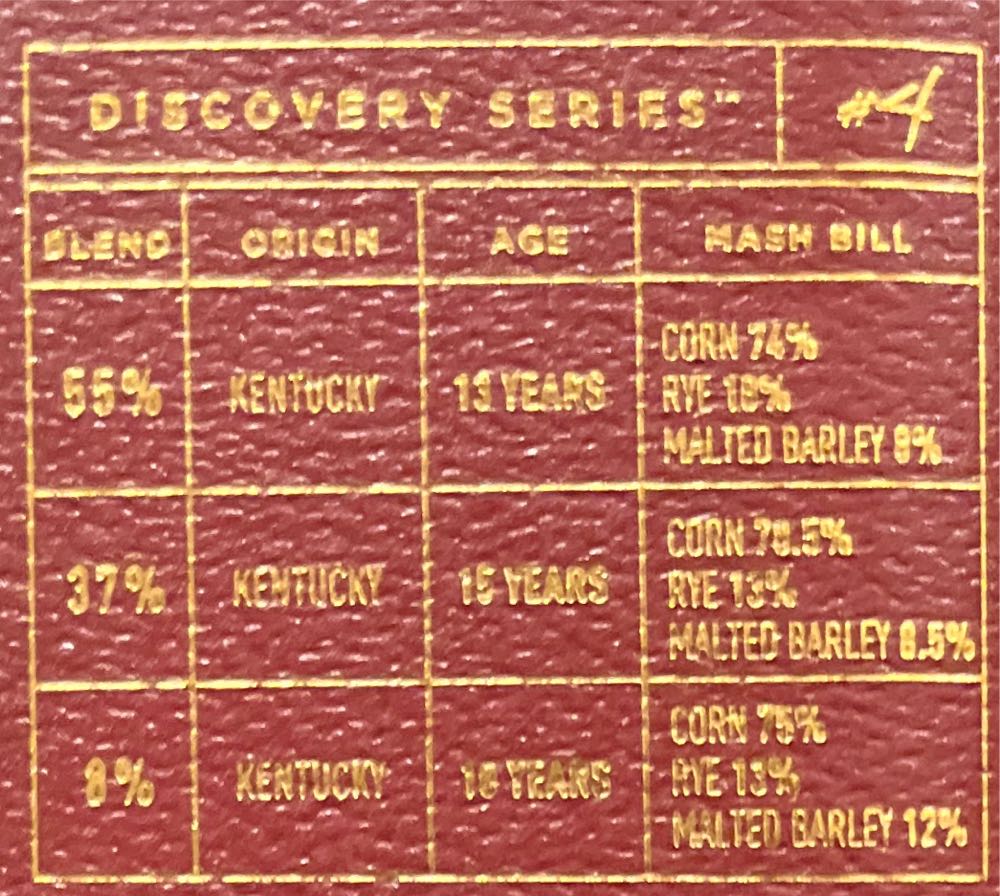 DISCOVERY SERIES™ #4
BLEND ORIGIN AGE MASH BILL
55% KENTUCKY 13 YEARS
CORN 74%
RYE 18%
MALTED BARLEY 8%
37% KENTUCKY 15 YEARS
CORN 78.5%
RYE 13%
MALTED BARLEY 8.5%
8% KENTUCKY 10 YEARS
CORN 75%
RYE 13%
MALTED BARLEY 12%